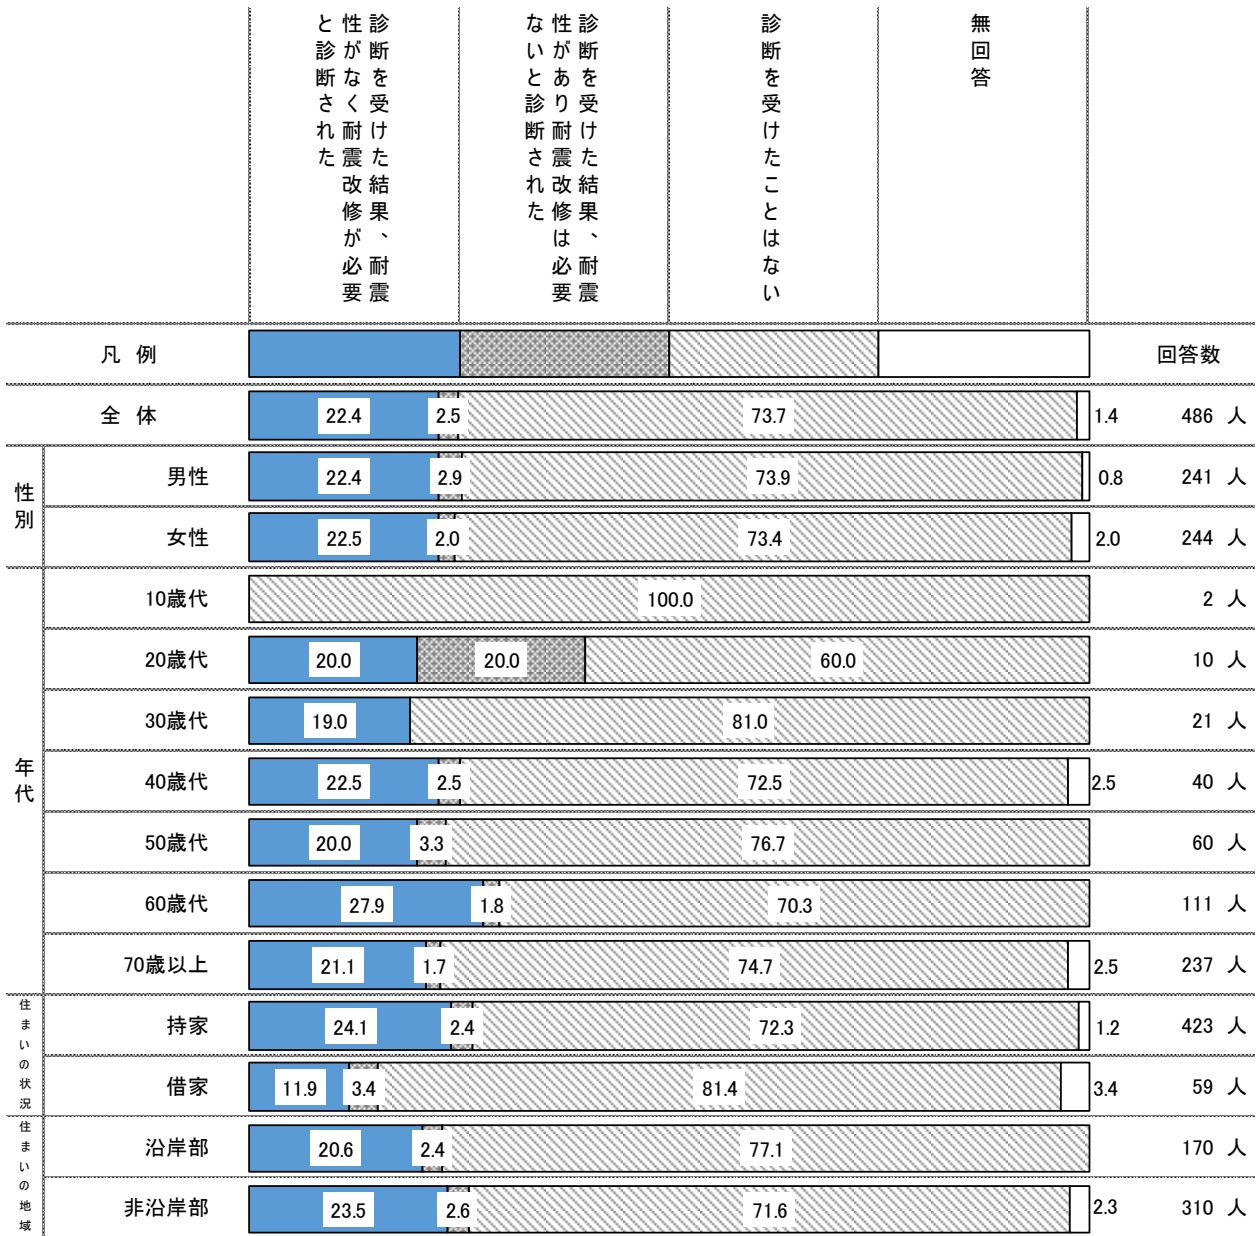 診断を受けた結果、耐震
性がなく耐震改修が必要
と診断された
診断を受けた結果、耐震
性があり耐震改修は必要
ないと診断された
診断を受けたことはない
無回答
凡 例 回答数
全 体 22.4 2.5 73.7 1.4 486 人
性別
男性 22.4 2.9 73.9 0.8 241 人
女性 22.5 2.0 73.4 2.0 244 人
年代
10歳代 100.0 2 人
20歳代 20.0 20.0 60.0 10 人
30歳代 19.0 81.0 21 人
40歳代 22.5 2.5 72.5 2.5 40 人
50歳代 20.0 3.3 76.7 60 人
60歳代 27.9 1.8 70.3 111 人
70歳以上 21.1 1.7 74.7 2.5 237 人
住まいの状況
持家 24.1 2.4 72.3 1.2 423 人
借家 11.9 3.4 81.4 3.4 59 人
住まいの地域
沿岸部 20.6 2.4 77.1 170 人
非沿岸部 23.5 2.6 71.6 2.3 310 人